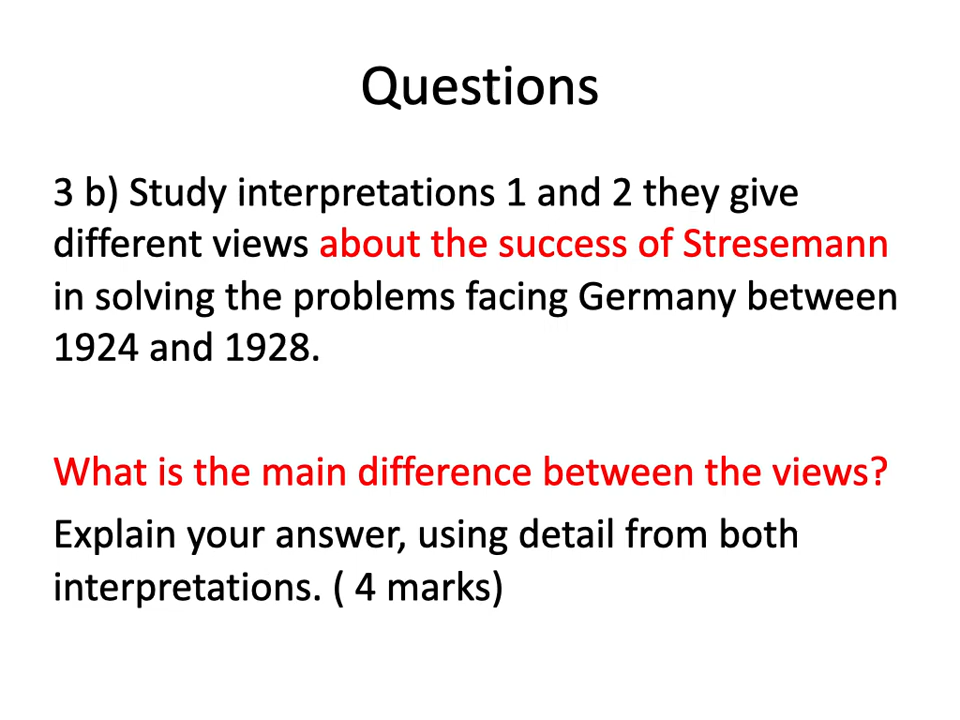 Questions
3 b) Study interpretations 1 and 2 they give
different views about the success of Stresemann
in solving the problems facing Germany between
1924 and 1928.
What is the main difference between the views?
Explain your answer, using detail from both
interpretations. ( 4 marks)